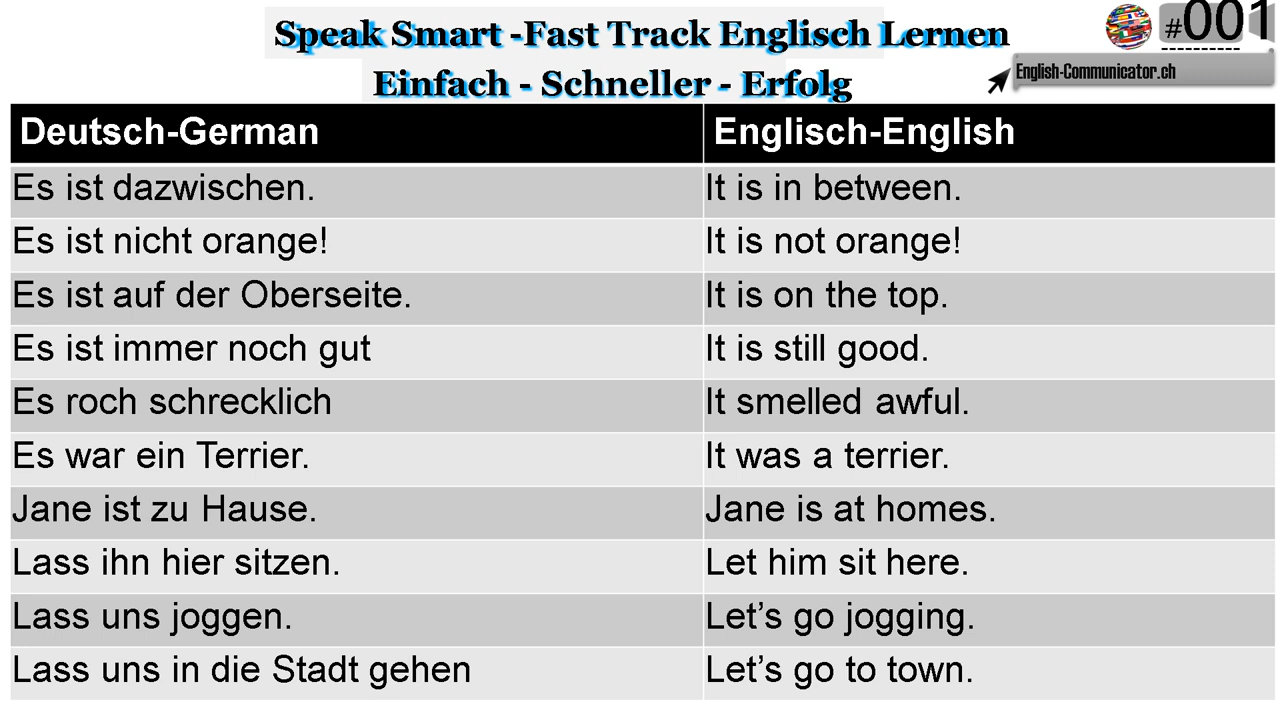 Speak Smart -Fast Track Englisch Lernen
#001
Einfach - Schneller - Erfolg
English-Communicator.ch
Deutsch-German Englisch-English
Es ist dazwischen. It is in between.
Es ist nicht orange! It is not orange!
Es ist auf der Oberseite. It is on the top.
Es ist immer noch gut It is still good.
Es roch schrecklich It smelled awful.
Es war ein Terrier. It was a terrier.
Jane ist zu Hause. Jane is at homes.
Lass ihn hier sitzen. Let him sit here.
Lass uns joggen. Let’s go jogging.
Lass uns in die Stadt gehen Let’s go to town.